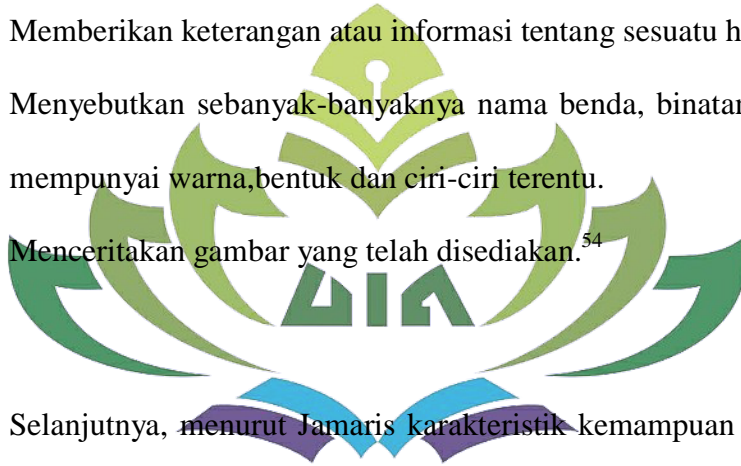 Memberikan keterangan atau informasi tentang sesuatu h
Menyebutkan sebanyak-banyaknya nama benda, binatan
mempunyai warna,bentuk dan ciri-ciri terentu.
Menceritakan gambar yang telah disediakan.54
UIN
Selanjutnya, menurut Jamaris karakteristik kemampuan